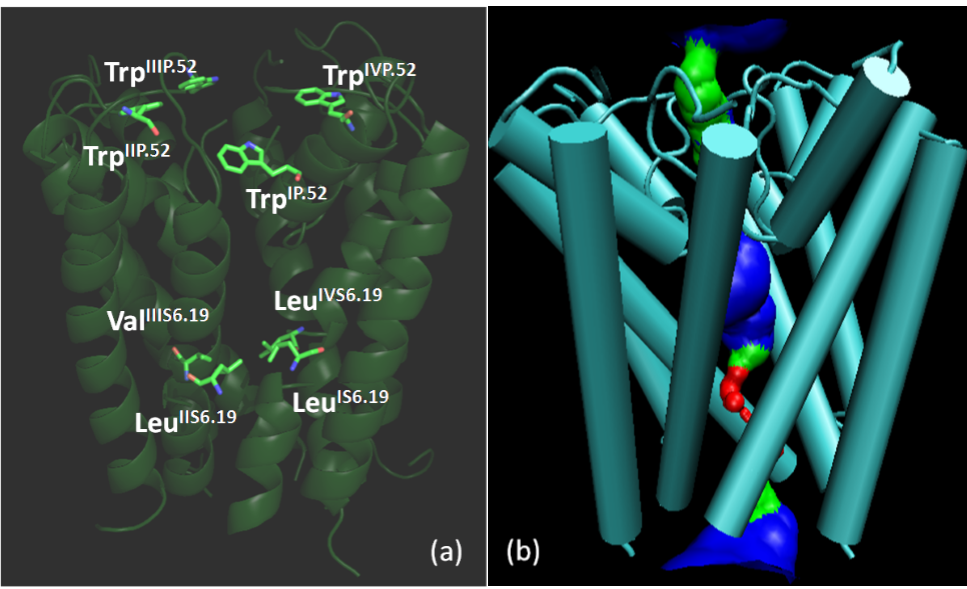 Trp^IIIP.52
Trp^IVP.52
Trp^IIP.52
Trp^IP.52
Leu^IVS6.19
Val^IIIS6.19
Leu^IS6.19
Leu^IIS6.19
(a)
(b)